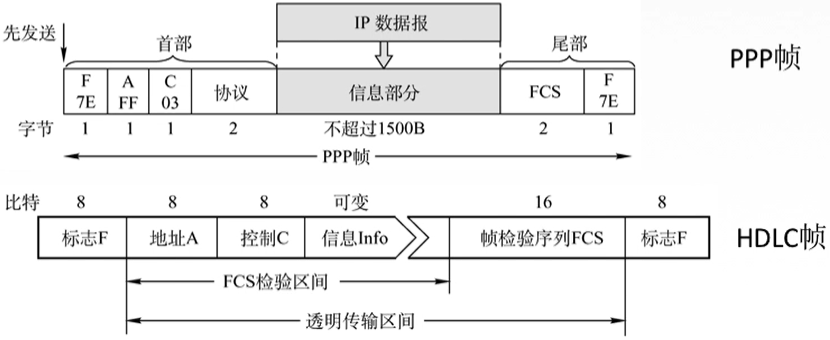 IP 数据报
先发送
首部
尾部
PPP帧
F 7E
A FF
C 03
协议
信息部分
FCS
F 7E
字节 1 1 1 2 不超过1500B 2 1
PPP帧
比特 8 8 8 可变 16 8
标志F 地址A 控制C 信息Info 帧检验序列FCS 标志F
HDLC帧
FCS检验区间
透明传输区间